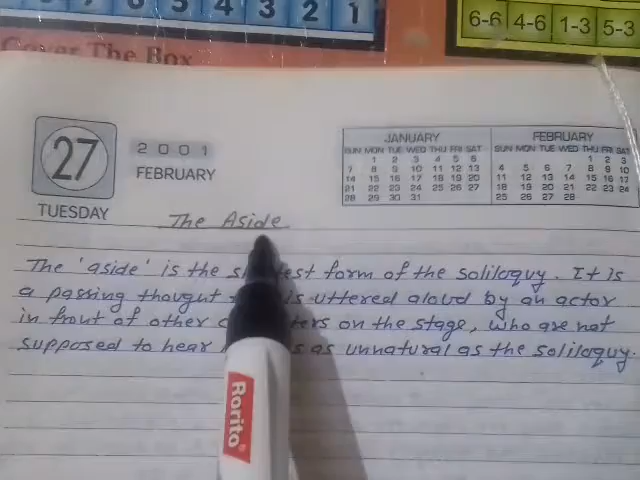 6 5 4 3 2 1
6-6 4-6 1-3 5-3
Cover The Box
27
2001
FEBRUARY
TUESDAY
JANUARY
SUN MON TUE WED THU FRI SAT
1 2 3 4 5 6
7 8 9 10 11 12 13
14 15 16 17 18 19 20
21 22 23 24 25 26 27
28 29 30 31
FEBRUARY
SUN MON TUE WED THU FRI SAT
1 2 3
4 5 6 7 8 9 10
11 12 13 14 15 16 17
18 19 20 21 22 23 24
25 26 27 28
The Aside
The 'aside' is the form of the soliloquy. It is
a passing thougut is uttered aloud by an actor
in front of other on the stage, who are not
supposed to hear as unnatural as the soliloquy.
Rorito